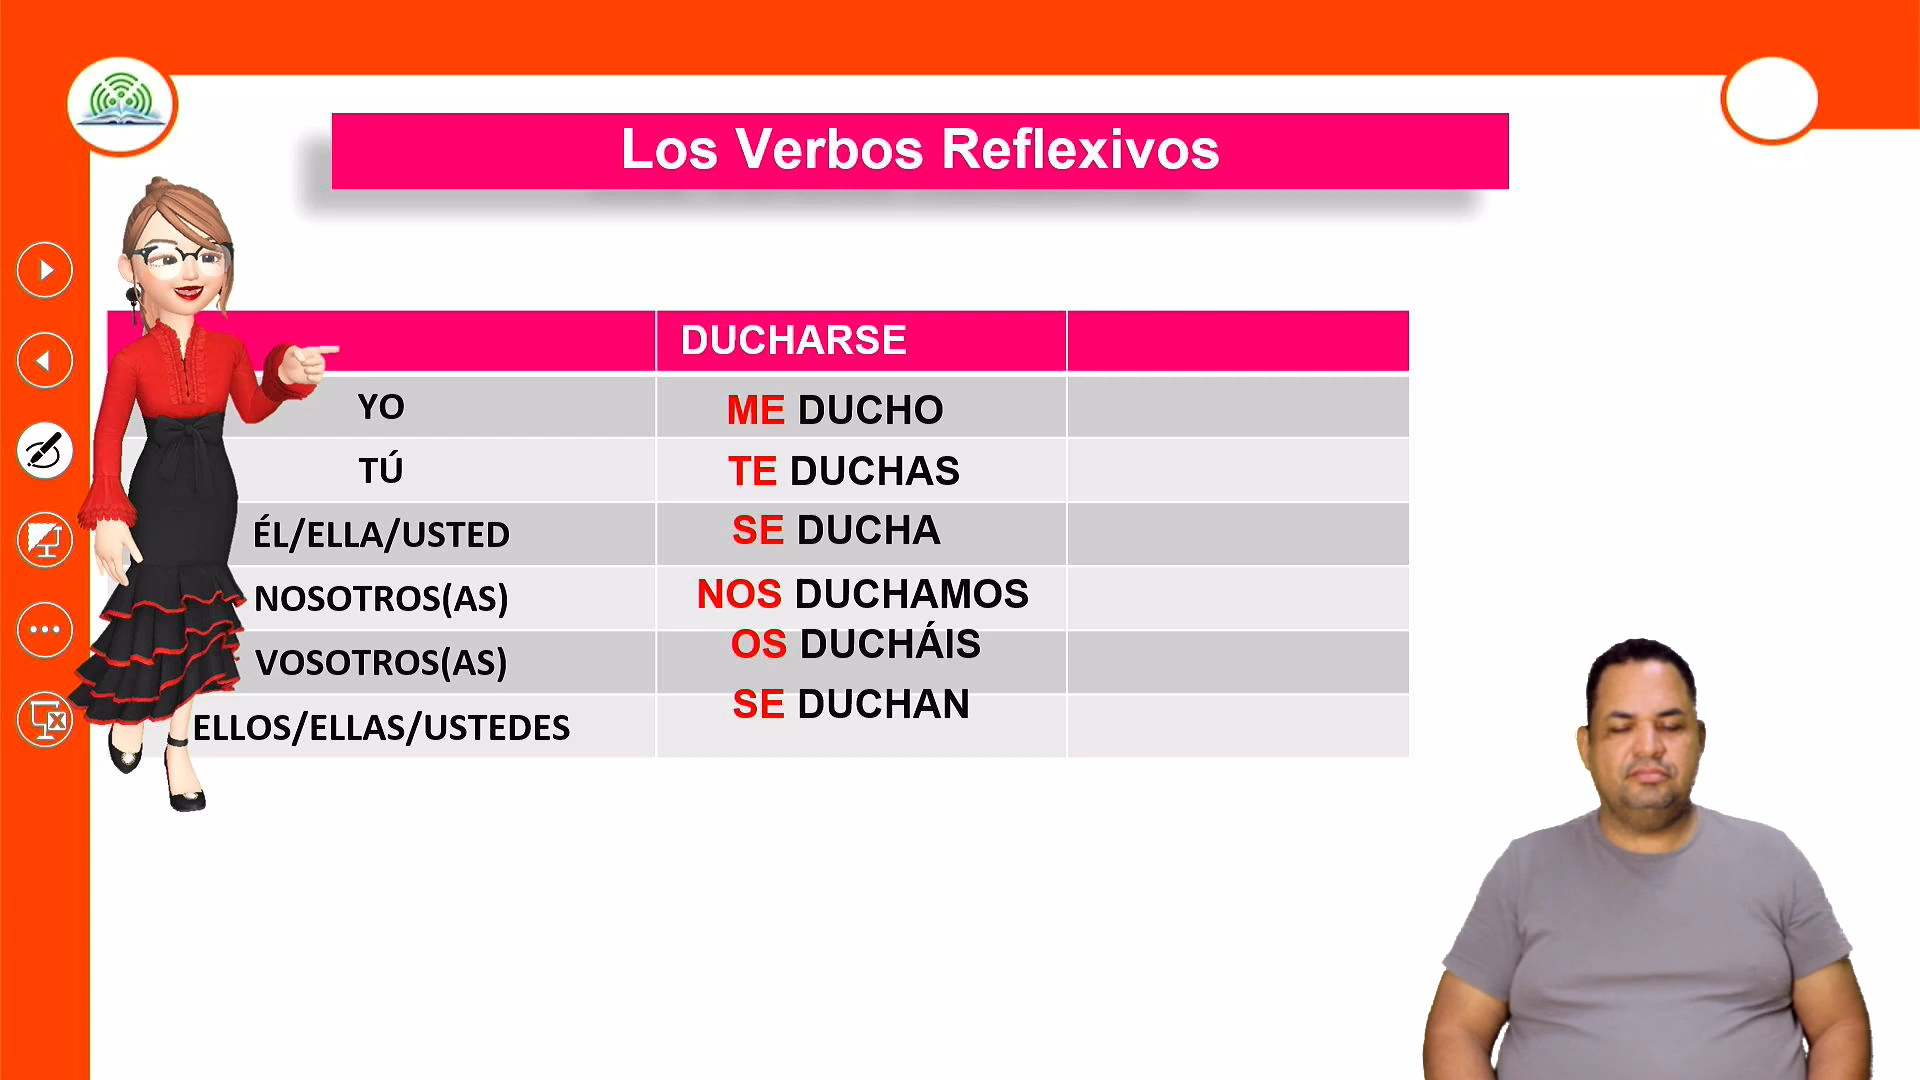 Los Verbos Reflexivos
DUCHARSE
YO ME DUCHO
TÚ TE DUCHAS
ÉL/ELLA/USTED SE DUCHA
NOSOTROS(AS) NOS DUCHAMOS
VOSOTROS(AS) OS DUCHÁIS
ELLOS/ELLAS/USTEDES SE DUCHAN